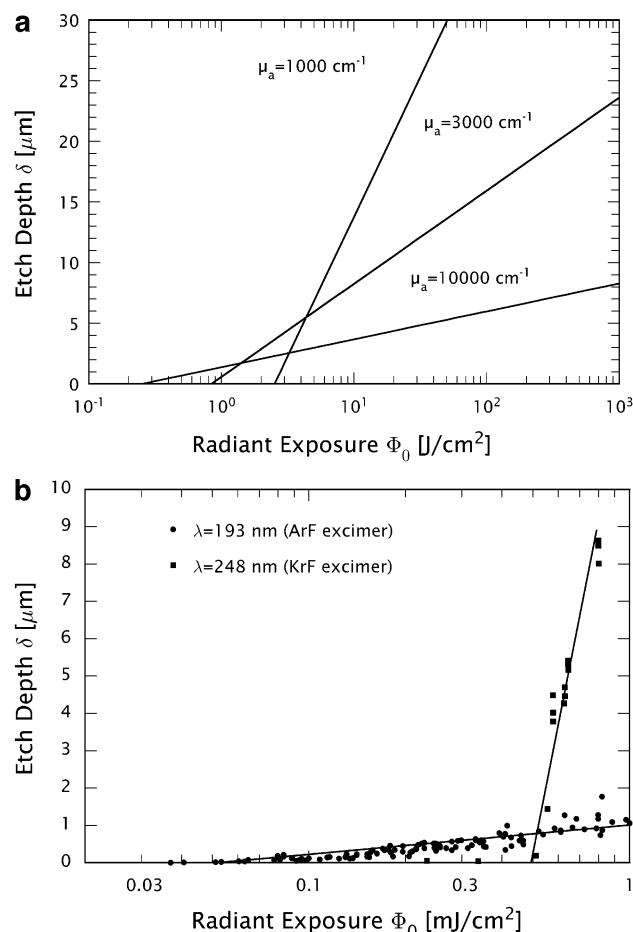 a
30
25
20
15
10
5
0
Etch Depth δ [μm]
μa=1000 cm-1
μa=3000 cm-1
μa=10000 cm-1
10-1 100 101 102 103
Radiant Exposure Φ0 [J/cm2]
b
10
9
8
7
6
5
4
3
2
1
0
Etch Depth δ [μm]
λ=193 nm (ArF excimer)
λ=248 nm (KrF excimer)
0.03 0.1 0.3 1
Radiant Exposure Φ0 [mJ/cm2]